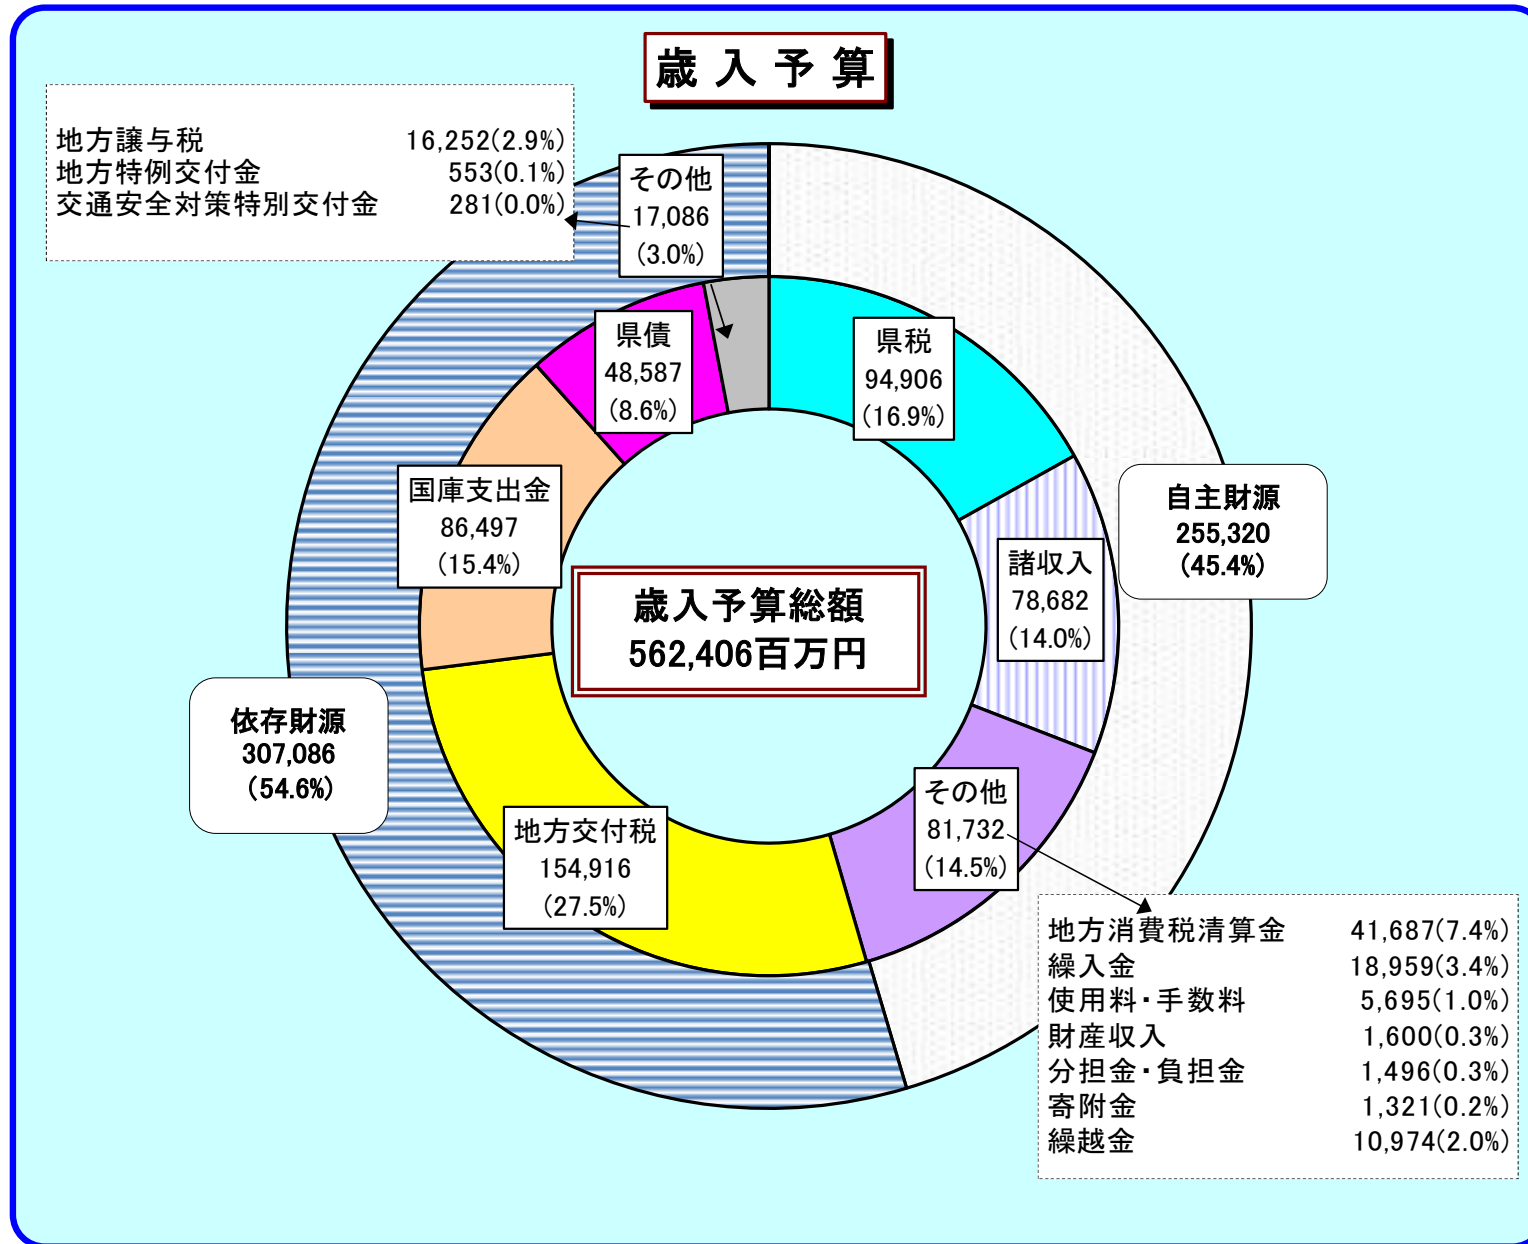 歳入予算
地方譲与税 16,252(2.9%)
地方特例交付金 553(0.1%)
交通安全対策特別交付金 281(0.0%)
その他
17,086
(3.0%)
県債
48,587
(8.6%)
県税
94,906
(16.9%)
国庫支出金
86,497
(15.4%)
自主財源
255,320
(45.4%)
諸収入
78,682
(14.0%)
歳入予算総額
562,406百万円
依存財源
307,086
(54.6%)
その他
81,732
(14.5%)
地方交付税
154,916
(27.5%)
地方消費税清算金 41,687(7.4%)
繰入金 18,959(3.4%)
使用料・手数料 5,695(1.0%)
財産収入 1,600(0.3%)
分担金・負担金 1,496(0.3%)
寄附金 1,321(0.2%)
繰越金 10,974(2.0%)